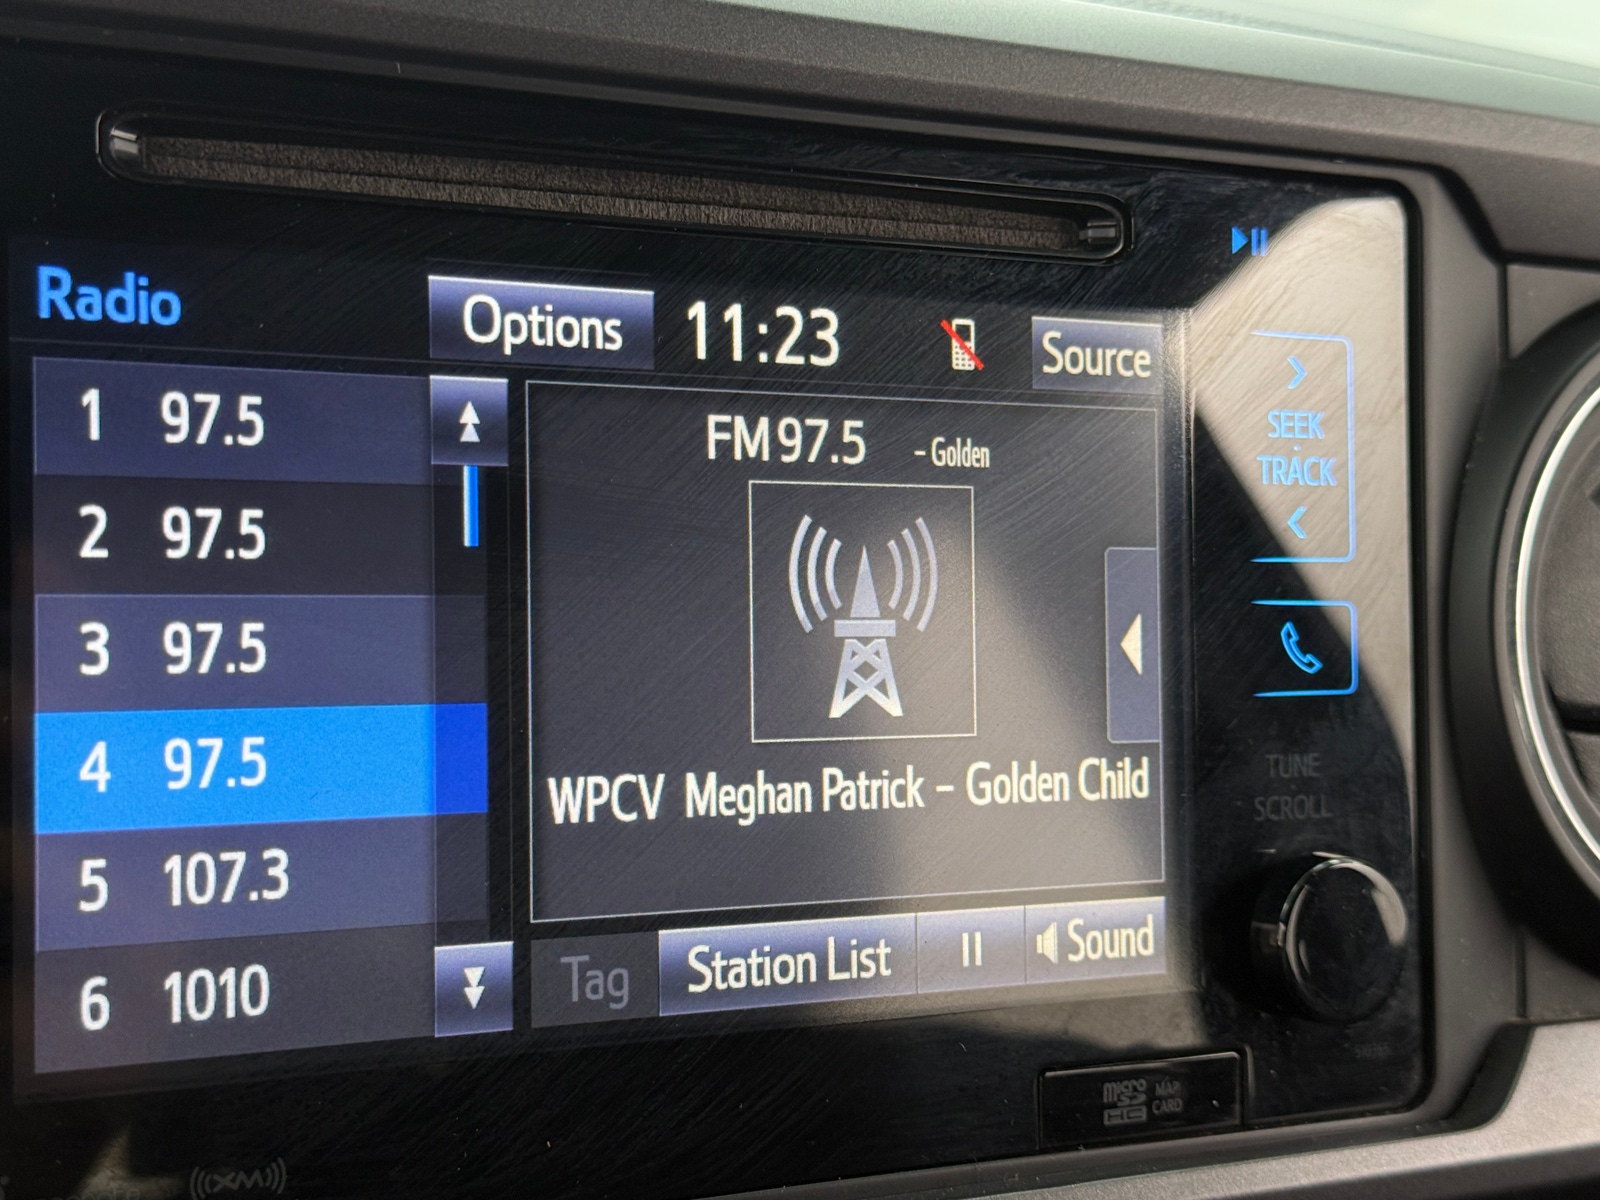 Radio
Options
11:23
Source
1 97.5
2 97.5
3 97.5
4 97.5
5 107.3
6 1010
FM 97.5 - Golden
WPCV Meghan Patrick - Golden Child
Tag
Station List
Sound
SEEK
TRACK
TUNE
SCROLL
micro
SD
HC
MAP
CARD
((XM))